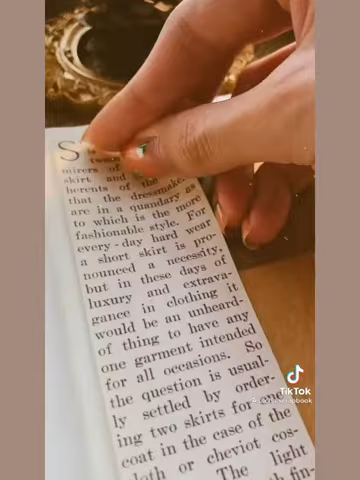 S
twice
mirers of
skirt and
herents of the
that the dressmaker
are in a quandary as
to which is the more
fashionable style. For
every-day hard wear
a short skirt is pro-
nounced a necessity,
but in these days of
luxury and extrava-
gance in clothing it
would be an unheard-
of thing to have any
one garment intended
for all occasions. So
the question is usual-
ly settled by order-
ing two skirts for
coat in the case of the
cloth or cheviot cos-
The light
fin-
TikTok